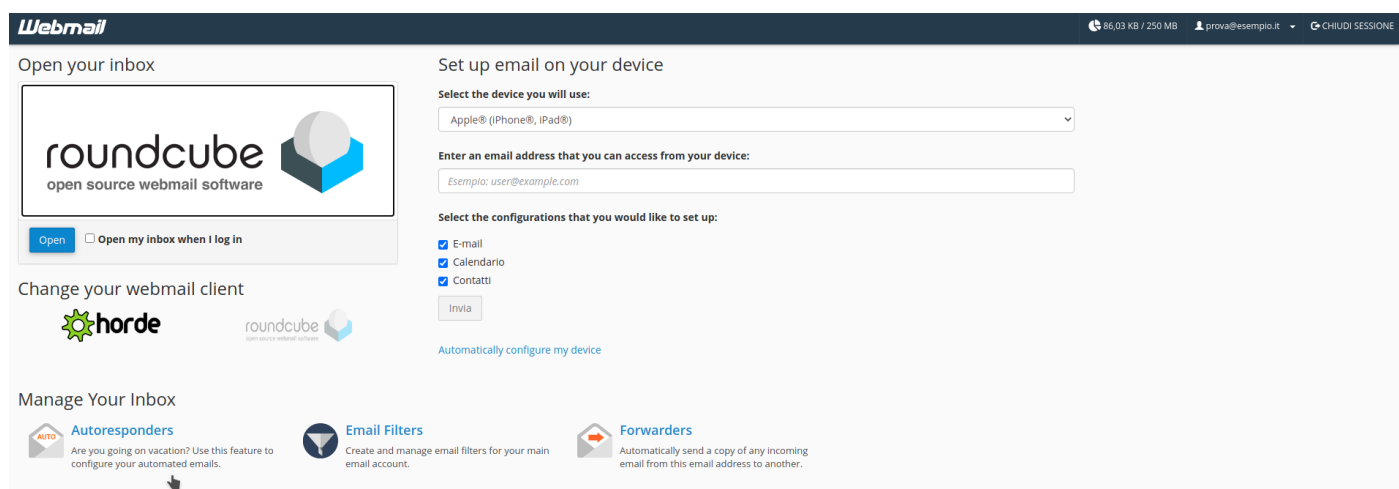 Webmail
86,03 KB / 250 MB
prova@esempio.it
CHIUDI SESSIONE
Open your inbox
roundcube
open source webmail software
Open
Open my inbox when I log in
Change your webmail client
horde
roundcube
open source webmail software
Set up email on your device
Select the device you will use:
Apple® (iPhone®, iPad®)
Enter an email address that you can access from your device:
Esempio: user@example.com
Select the configurations that you would like to set up:
E-mail
Calendario
Contatti
Invia
Automatically configure my device
Manage Your Inbox
AUTO
Autoresponders
Are you going on vacation? Use this feature to
configure your automated emails.
Email Filters
Create and manage email filters for your main
email account.
Forwarders
Automatically send a copy of any incoming
email from this email address to another.